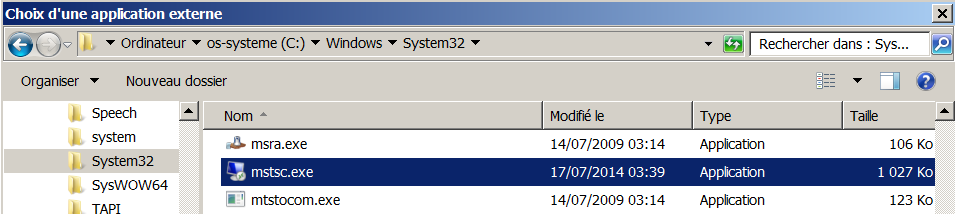 Choix d'une application externe
Ordinateur os-systeme (C:) Windows System32 Rechercher dans : Sys...
Organiser Nouveau dossier
Speech
system
System32
SysWOW64
TAPI
Nom Modifié le Type Taille
msra.exe 14/07/2009 03:14 Application 106 Ko
mstsc.exe 17/07/2014 03:39 Application 1 027 Ko
mtstocom.exe 14/07/2009 03:14 Application 123 Ko